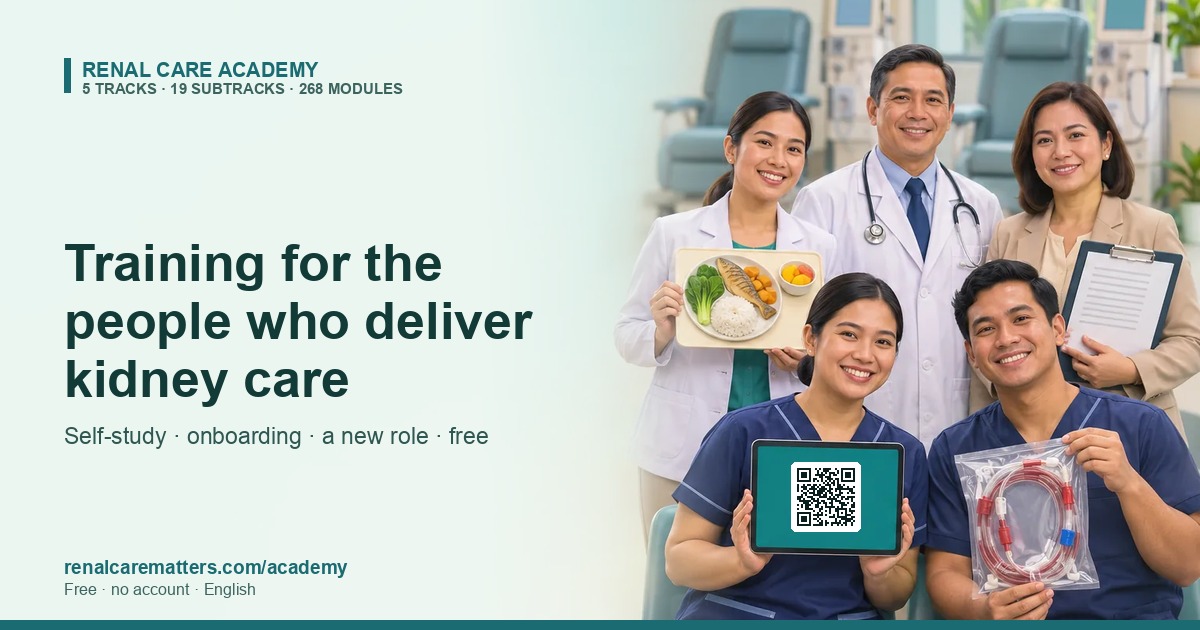 RENAL CARE ACADEMY
5 TRACKS · 19 SUBTRACKS · 268 MODULES
Training for the
people who deliver
kidney care
Self-study · onboarding · a new role · free
renalcarematters.com/academy
Free · no account · English